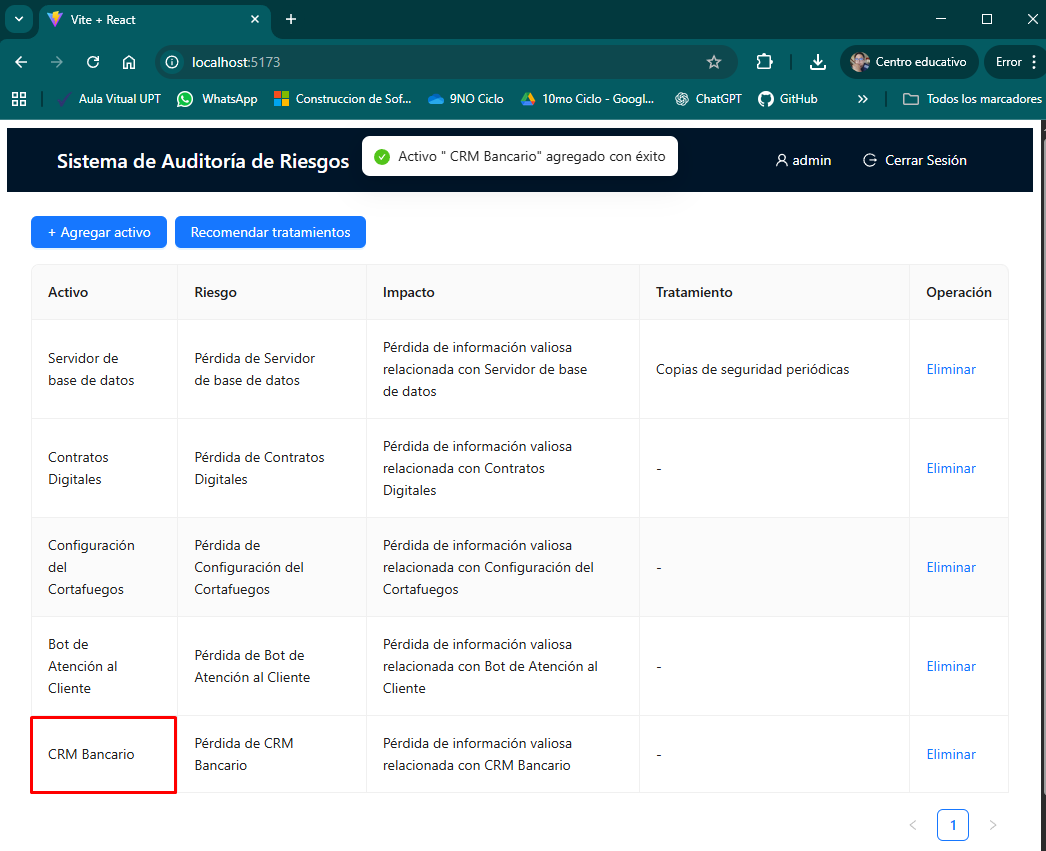 Vite + React
localhost:5173
Centro educativo
Error
Aula Vitual UPT
WhatsApp
Construccion de Sof...
9NO Ciclo
10mo Ciclo - Googl...
ChatGPT
GitHub
Todos los marcadores
Sistema de Auditoría de Riesgos
Activo " CRM Bancario" agregado con éxito
admin
Cerrar Sesión
+ Agregar activo
Recomendar tratamientos
Activo
Riesgo
Impacto
Tratamiento
Operación
Servidor de
base de datos
Pérdida de Servidor
de base de datos
Pérdida de información valiosa
relacionada con Servidor de base
de datos
Copias de seguridad periódicas
Eliminar
Contratos
Digitales
Pérdida de Contratos
Digitales
Pérdida de información valiosa
relacionada con Contratos
Digitales
-
Eliminar
Configuración
del
Cortafuegos
Pérdida de
Configuración del
Cortafuegos
Pérdida de información valiosa
relacionada con Configuración del
Cortafuegos
-
Eliminar
Bot de
Atención al
Cliente
Pérdida de Bot de
Atención al Cliente
Pérdida de información valiosa
relacionada con Bot de Atención al
Cliente
-
Eliminar
CRM Bancario
Pérdida de CRM
Bancario
Pérdida de información valiosa
relacionada con CRM Bancario
-
Eliminar
1